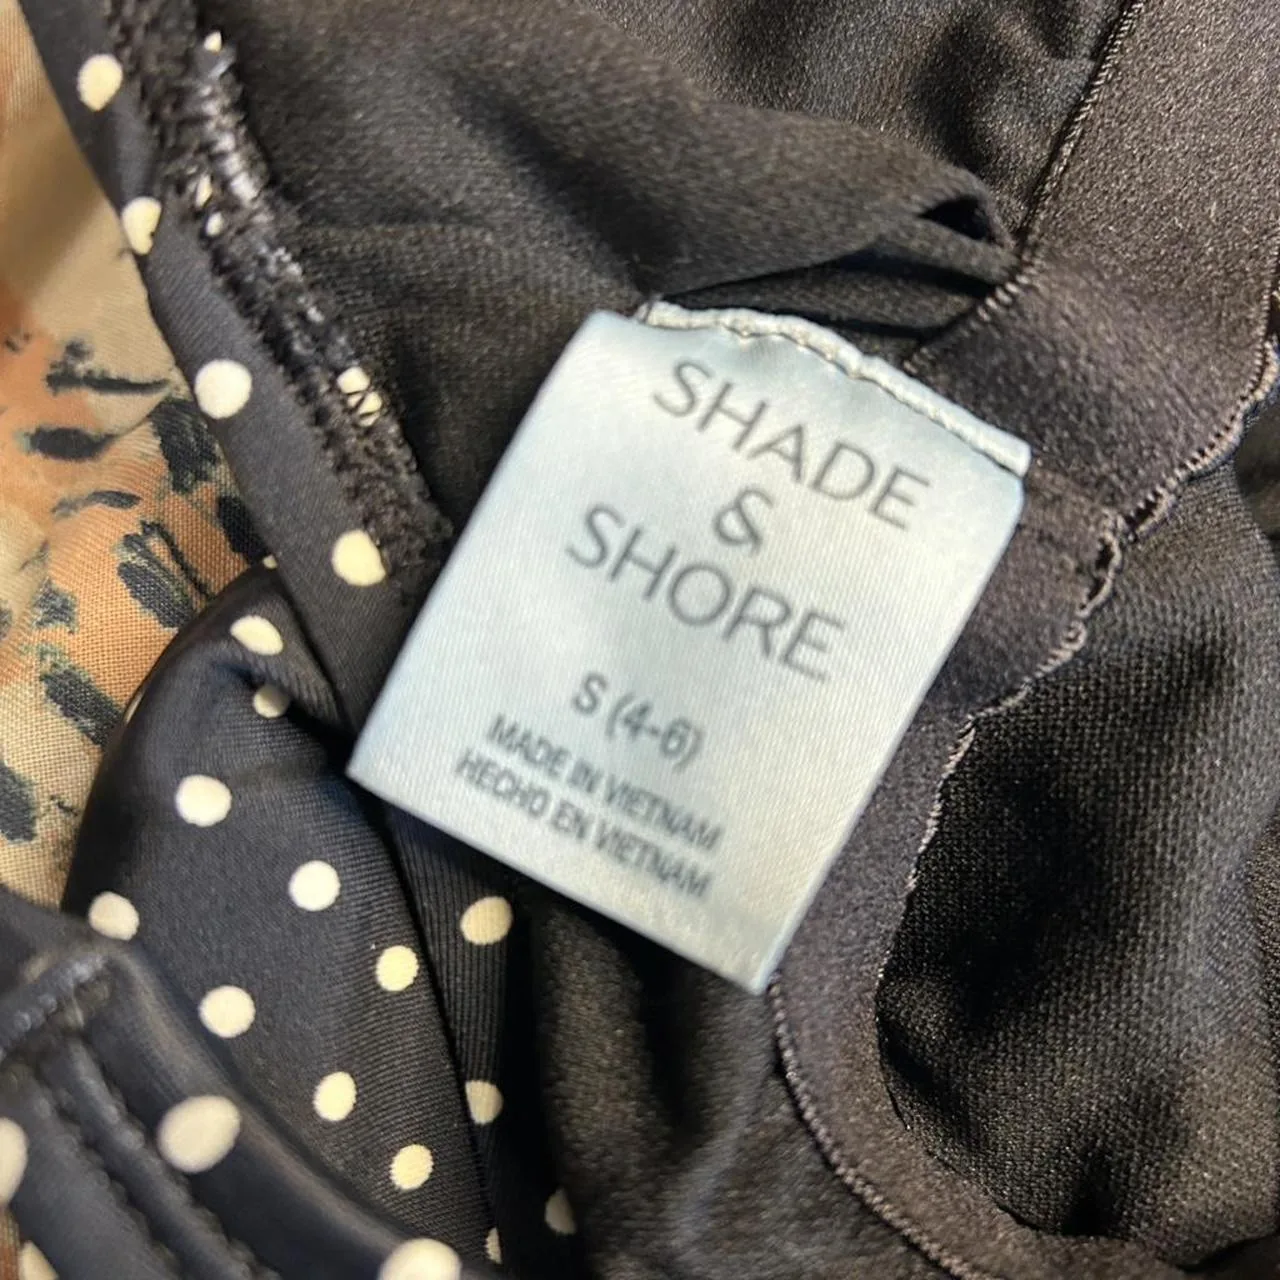 SHADE
&
SHORE
S (4-6)
MADE IN VIETNAM
HECHO EN VIETNAM